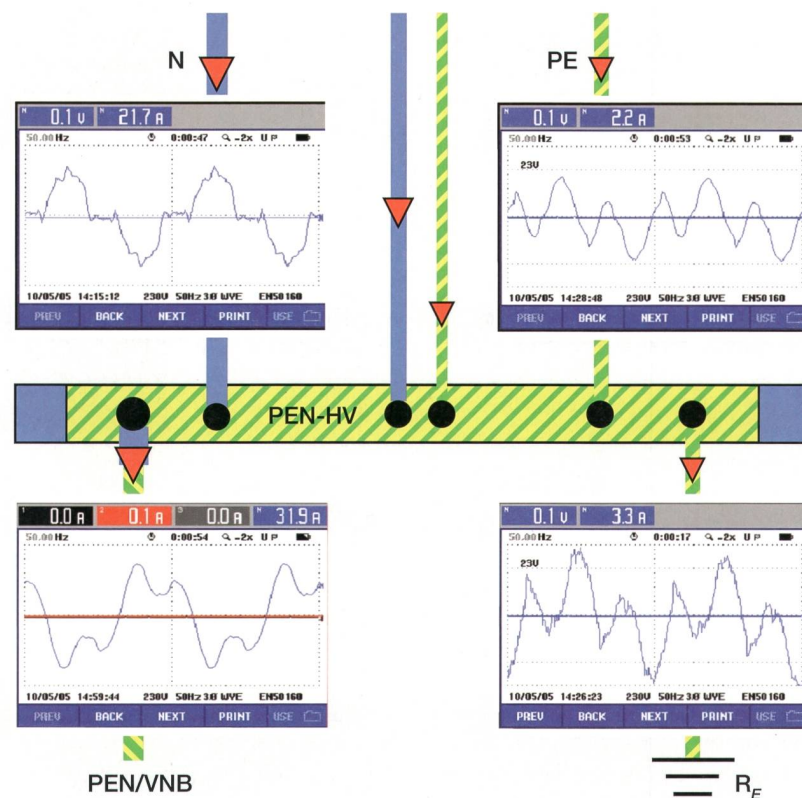 N
PE
N 0.1 U N 21.7 A
50.00 Hz 0:00:47 -2x U P
10/05/05 14:15:12 230V 50Hz 3Ø WYE EN50160
PREV BACK NEXT PRINT USE
N 0.1 U N 2.2 A
50.00 Hz 0:00:53 -2x U P
23V
10/05/05 14:28:48 230V 50Hz 3Ø WYE EN50160
PREV BACK NEXT PRINT USE
PEN-HV
1 0.0 A 2 0.1 A 3 0.0 A N 31.9 A
50.00 Hz 0:00:54 -2x U P
10/05/05 14:59:44 230V 50Hz 3Ø WYE EN50160
PREV BACK NEXT PRINT USE
N 0.1 U N 3.3 A
50.00 Hz 0:00:17 -2x U P
23V
10/05/05 14:26:23 230V 50Hz 3Ø WYE EN50160
PREV BACK NEXT PRINT USE
PEN/VNB
RE